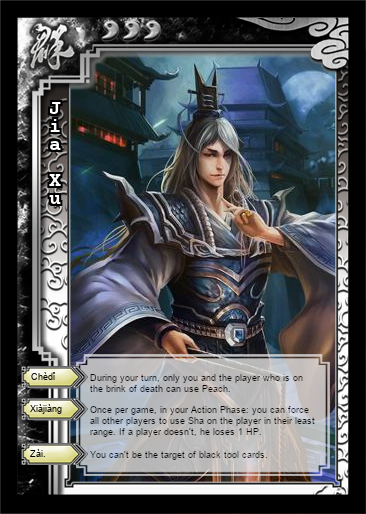 群
Jia Xu
Chèdǐ
During your turn, only you and the player who is on
the brink of death can use Peach.
Xiàjiàng
Once per game, in your Action Phase: you can force
all other players to use Sha on the player in their least
range. If a player doesn't, he loses 1 HP.
Zāi.
You can't be the target of black tool cards.